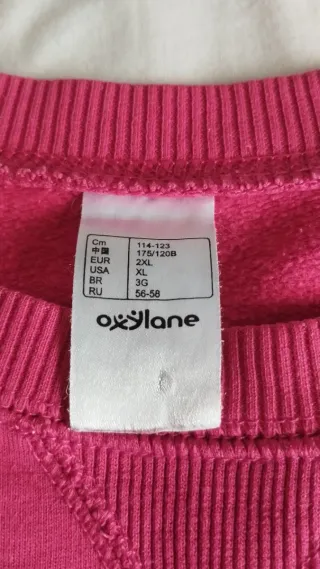 Cm 114-123
中国 175/120B
EUR 2XL
USA XL
BR 3G
RU 56-58
oxylane